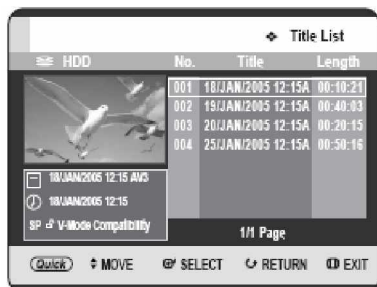 Title List
HDD No. Title Length
001 18/JAN/2005 12:15A 00:10:21
002 19/JAN/2005 12:15A 00:40:03
003 20/JAN/2005 12:15A 00:20:15
004 25/JAN/2005 12:15A 00:50:16
18/JAN/2005 12:15 AV3
18/JAN/2005 12:15
SP V-Mode Compatibility
1/1 Page
Quick MOVE SELECT RETURN EXIT